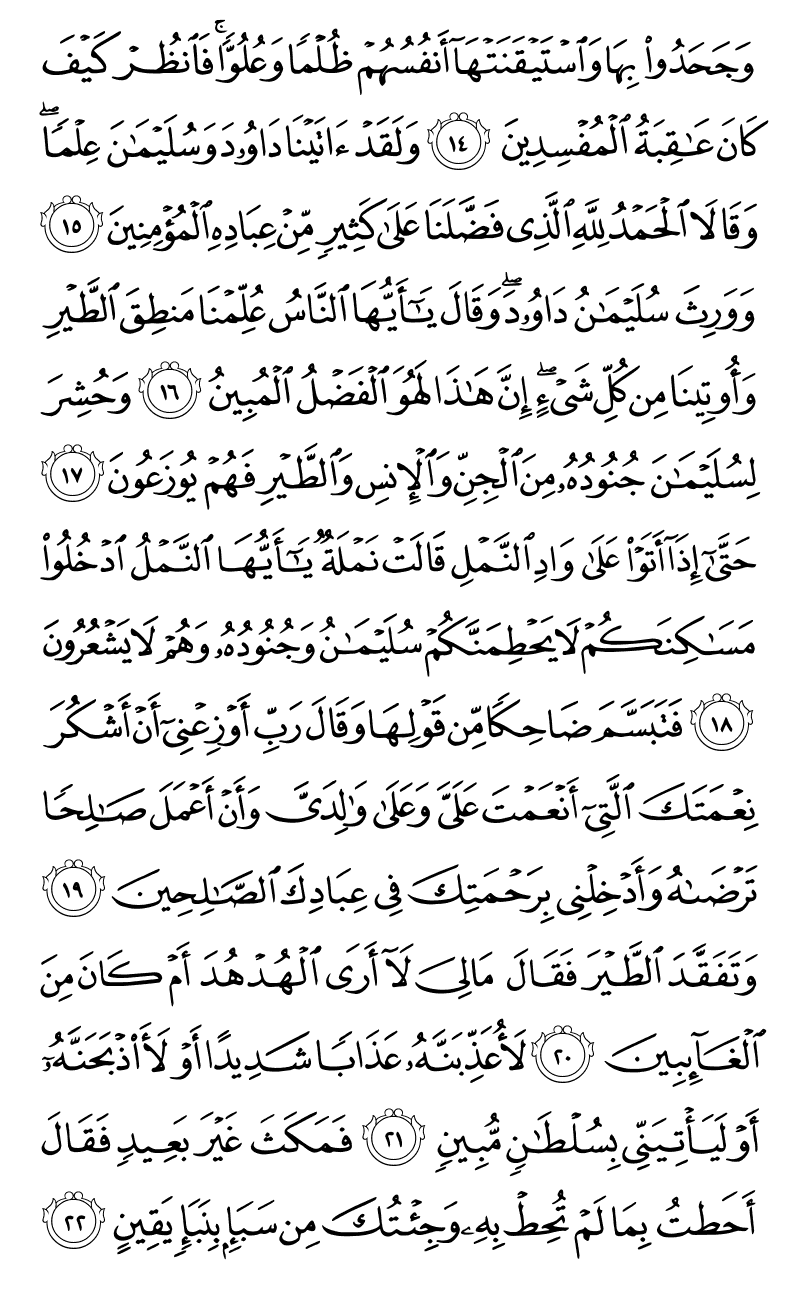 وَجَحَدُوا۟ بِهَا وَٱسْتَيْقَنَتْهَآ أَنفُسُهُمْ ظُلْمًا وَعُلُوًّا ۚ فَٱنظُرْ كَيْفَ
كَانَ عَـٰقِبَةُ ٱلْمُفْسِدِينَ ١٤ وَلَقَدْ ءَاتَيْنَا دَاوُۥدَ وَسُلَيْمَـٰنَ عِلْمًا ۖ
وَقَالَا ٱلْحَمْدُ لِلَّهِ ٱلَّذِى فَضَّلَنَا عَلَىٰ كَثِيرٍ مِّنْ عِبَادِهِ ٱلْمُؤْمِنِينَ ١٥
وَوَرِثَ سُلَيْمَـٰنُ دَاوُۥدَ ۖ وَقَالَ يَـٰٓأَيُّهَا ٱلنَّاسُ عُلِّمْنَا مَنطِقَ ٱلطَّيْرِ
وَأُوتِينَا مِن كُلِّ شَىْءٍ ۖ إِنَّ هَـٰذَا لَهُوَ ٱلْفَضْلُ ٱلْمُبِينُ ١٦ وَحُشِرَ
لِسُلَيْمَـٰنَ جُنُودُهُۥ مِنَ ٱلْجِنِّ وَٱلْإِنسِ وَٱلطَّيْرِ فَهُمْ يُوزَعُونَ ١٧
حَتَّىٰٓ إِذَآ أَتَوْا۟ عَلَىٰ وَادِ ٱلنَّمْلِ قَالَتْ نَمْلَةٌ يَـٰٓأَيُّهَا ٱلنَّمْلُ ٱدْخُلُوا۟
مَسَـٰكِنَكُمْ لَا يَحْطِمَنَّكُمْ سُلَيْمَـٰنُ وَجُنُودُهُۥ وَهُمْ لَا يَشْعُرُونَ
١٨ فَتَبَسَّمَ ضَاحِكًا مِّن قَوْلِهَا وَقَالَ رَبِّ أَوْزِعْنِىٓ أَنْ أَشْكُرَ
نِعْمَتَكَ ٱلَّتِىٓ أَنْعَمْتَ عَلَىَّ وَعَلَىٰ وَٰلِدَىَّ وَأَنْ أَعْمَلَ صَـٰلِحًا
تَرْضَىٰهُ وَأَدْخِلْنِى بِرَحْمَتِكَ فِى عِبَادِكَ ٱلصَّـٰلِحِينَ ١٩
وَتَفَقَّدَ ٱلطَّيْرَ فَقَالَ مَالِىَ لَآ أَرَى ٱلْهُدْهُدَ أَمْ كَانَ مِنَ
ٱلْغَآئِبِينَ ٢٠ لَأُعَذِّبَنَّهُۥ عَذَابًا شَدِيدًا أَوْ لَأَا۟ذْبَحَنَّهُۥٓ
أَوْ لَيَأْتِيَنِّى بِسُلْطَـٰنٍ مُّبِينٍ ٢١ فَمَكَثَ غَيْرَ بَعِيدٍ فَقَالَ
أَحَطتُ بِمَا لَمْ تُحِطْ بِهِۦ وَجِئْتُكَ مِن سَبَإٍۭ بِنَبَإٍ يَقِينٍ ٢٢